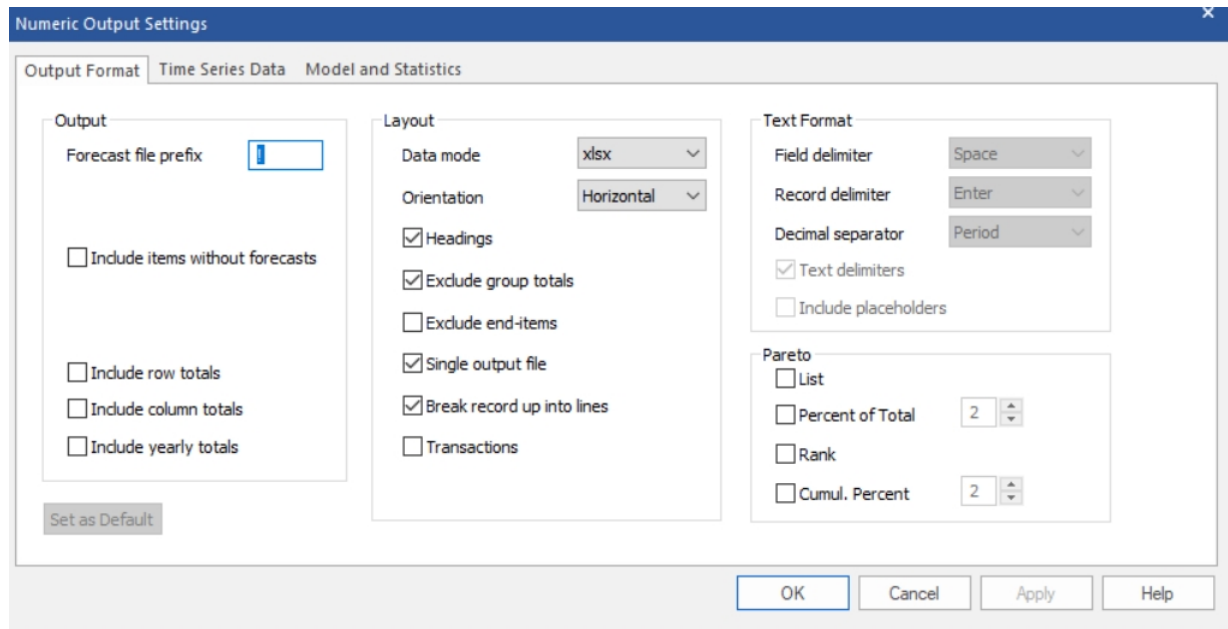 Numeric Output Settings
Output Format Time Series Data Model and Statistics
Output
Forecast file prefix !
Include items without forecasts
Include row totals
Include column totals
Include yearly totals
Set as Default
Layout
Data mode xlsx
Orientation Horizontal
Headings
Exclude group totals
Exclude end-items
Single output file
Break record up into lines
Transactions
Text Format
Field delimiter Space
Record delimiter Enter
Decimal separator Period
Text delimiters
Include placeholders
Pareto
List
Percent of Total 2
Rank
Cumul. Percent 2
OK Cancel Apply Help